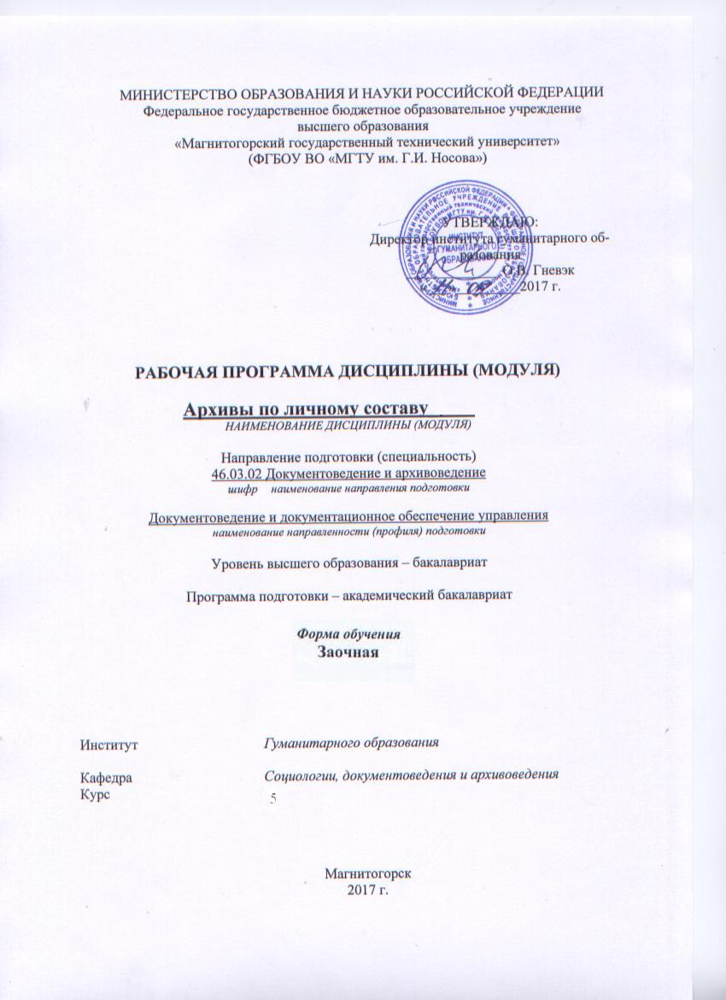 МИНИСТЕРСТВО ОБРАЗОВАНИЯ И НАУКИ РОССИЙСКОЙ ФЕДЕРАЦИИ
Федеральное государственное бюджетное образовательное учреждение
высшего образования
«Магнитогорский государственный технический университет»
(ФГБОУ ВО «МГТУ им. Г.И. Носова»)
УТВЕРЖДАЮ:
Директор института гуманитарного об-
разования
О.В. Гневэк
2017 г.
ИНСТИТУТ
ГУМАНИТАРНОГО
ОБРАЗОВАНИЯ
РАБОЧАЯ ПРОГРАММА ДИСЦИПЛИНЫ (МОДУЛЯ)
Архивы по личному составу
НАИМЕНОВАНИЕ ДИСЦИПЛИНЫ (МОДУЛЯ)
Направление подготовки (специальность)
46.03.02 Документоведение и архивоведение
шифр наименование направления подготовки
Документоведение и документационное обеспечение управления
наименование направленности (профиля) подготовки
Уровень высшего образования – бакалавриат
Программа подготовки – академический бакалавриат
Форма обучения
Заочная
Институт Гуманитарного образования
Кафедра Социологии, документоведения и архивоведения
Курс 5
Магнитогорск
2017 г.